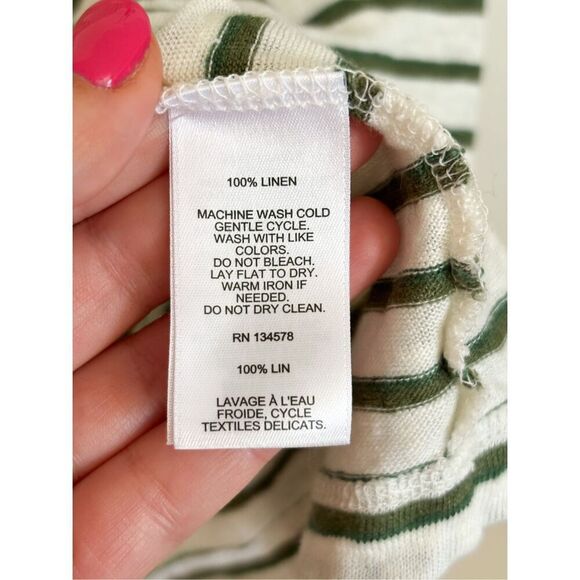 100% LINEN
MACHINE WASH COLD
GENTLE CYCLE.
WASH WITH LIKE
COLORS.
DO NOT BLEACH.
LAY FLAT TO DRY.
WARM IRON IF
NEEDED.
DO NOT DRY CLEAN.
RN 134578
100% LIN
LAVAGE À L'EAU
FROIDE, CYCLE
TEXTILES DELICATS.